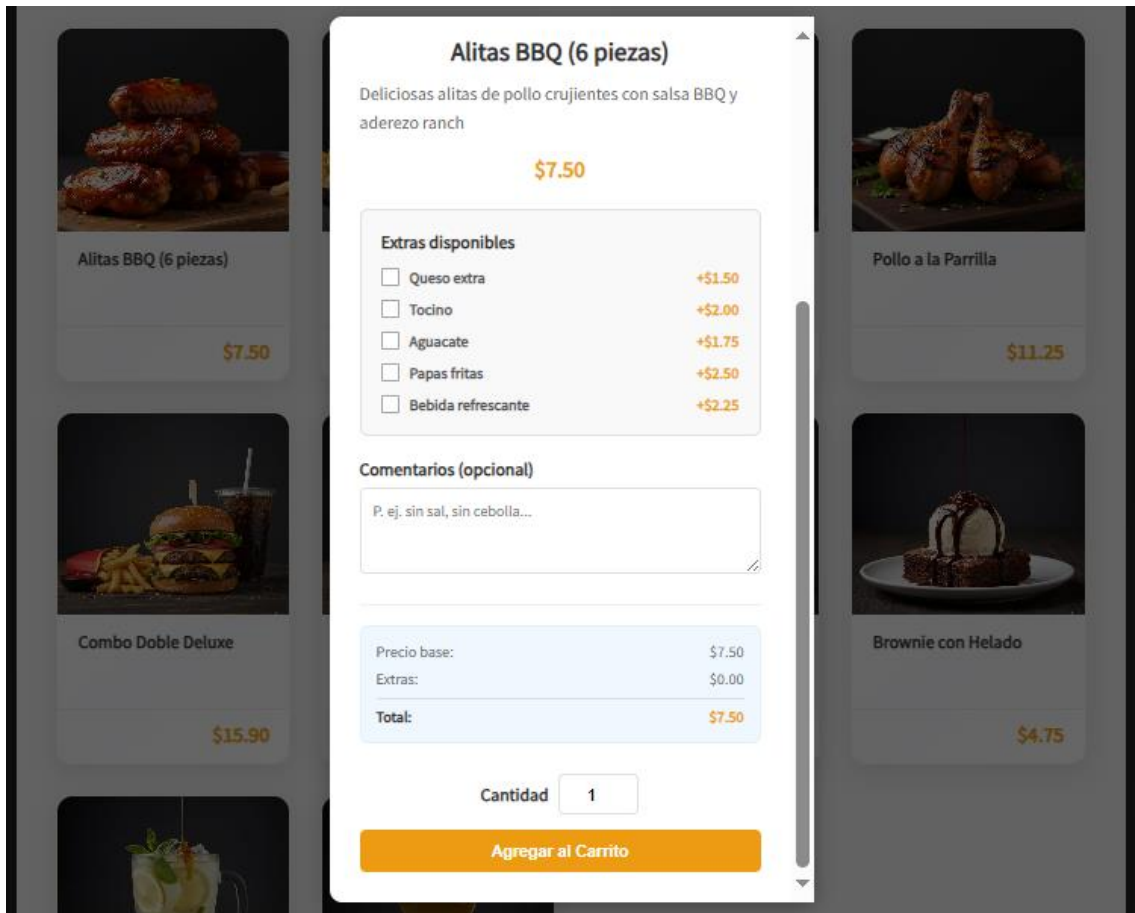 Alitas BBQ (6 piezas)
Deliciosas alitas de pollo crujientes con salsa BBQ y
aderezo ranch
$7.50
Extras disponibles
Queso extra +$1.50
Tocino +$2.00
Aguacate +$1.75
Papas fritas +$2.50
Bebida refrescante +$2.25
Comentarios (opcional)
P. ej. sin sal, sin cebolla...
Precio base: $7.50
Extras: $0.00
Total: $7.50
Cantidad 1
Agregar al Carrito
Alitas BBQ (6 piezas)
$7.50
Pollo a la Parrilla
$11.25
Combo Doble Deluxe
$15.90
Brownie con Helado
$4.75